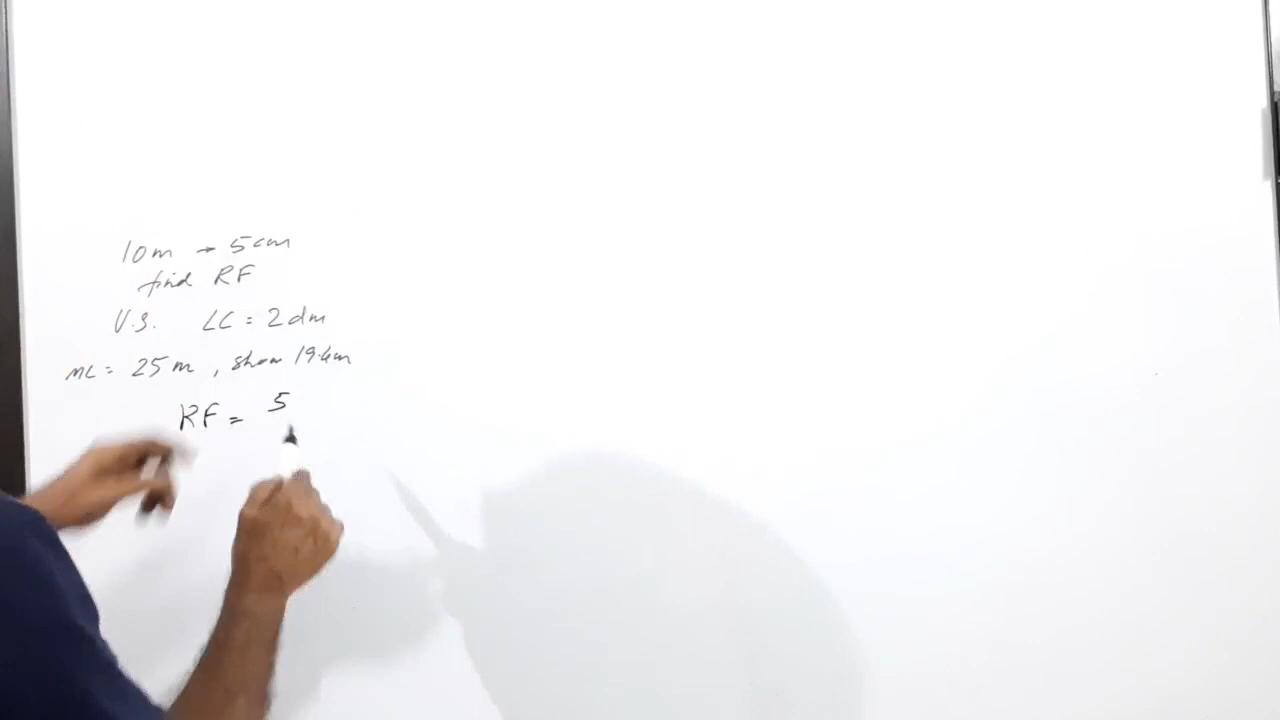 10m → 5cm
find RF
V.S. LC = 2dm
ML = 25m, show 19.4m
RF = 5